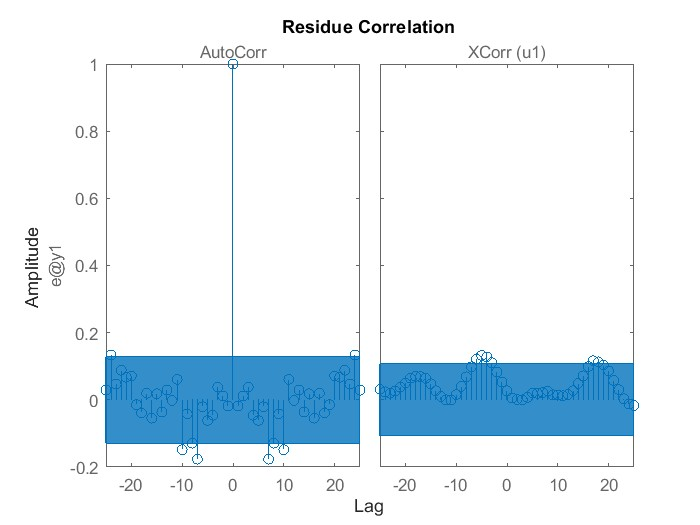 Residue Correlation
AutoCorr
XCorr (u1)
1
0.8
0.6
0.4
0.2
0
-0.2
Amplitude
e@y1
-20 -10 0 10 20
-20 -10 0 10 20
Lag